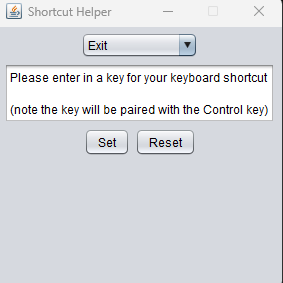 Shortcut Helper
Exit
Please enter in a key for your keyboard shortcut
(note the key will be paired with the Control key)
Set
Reset